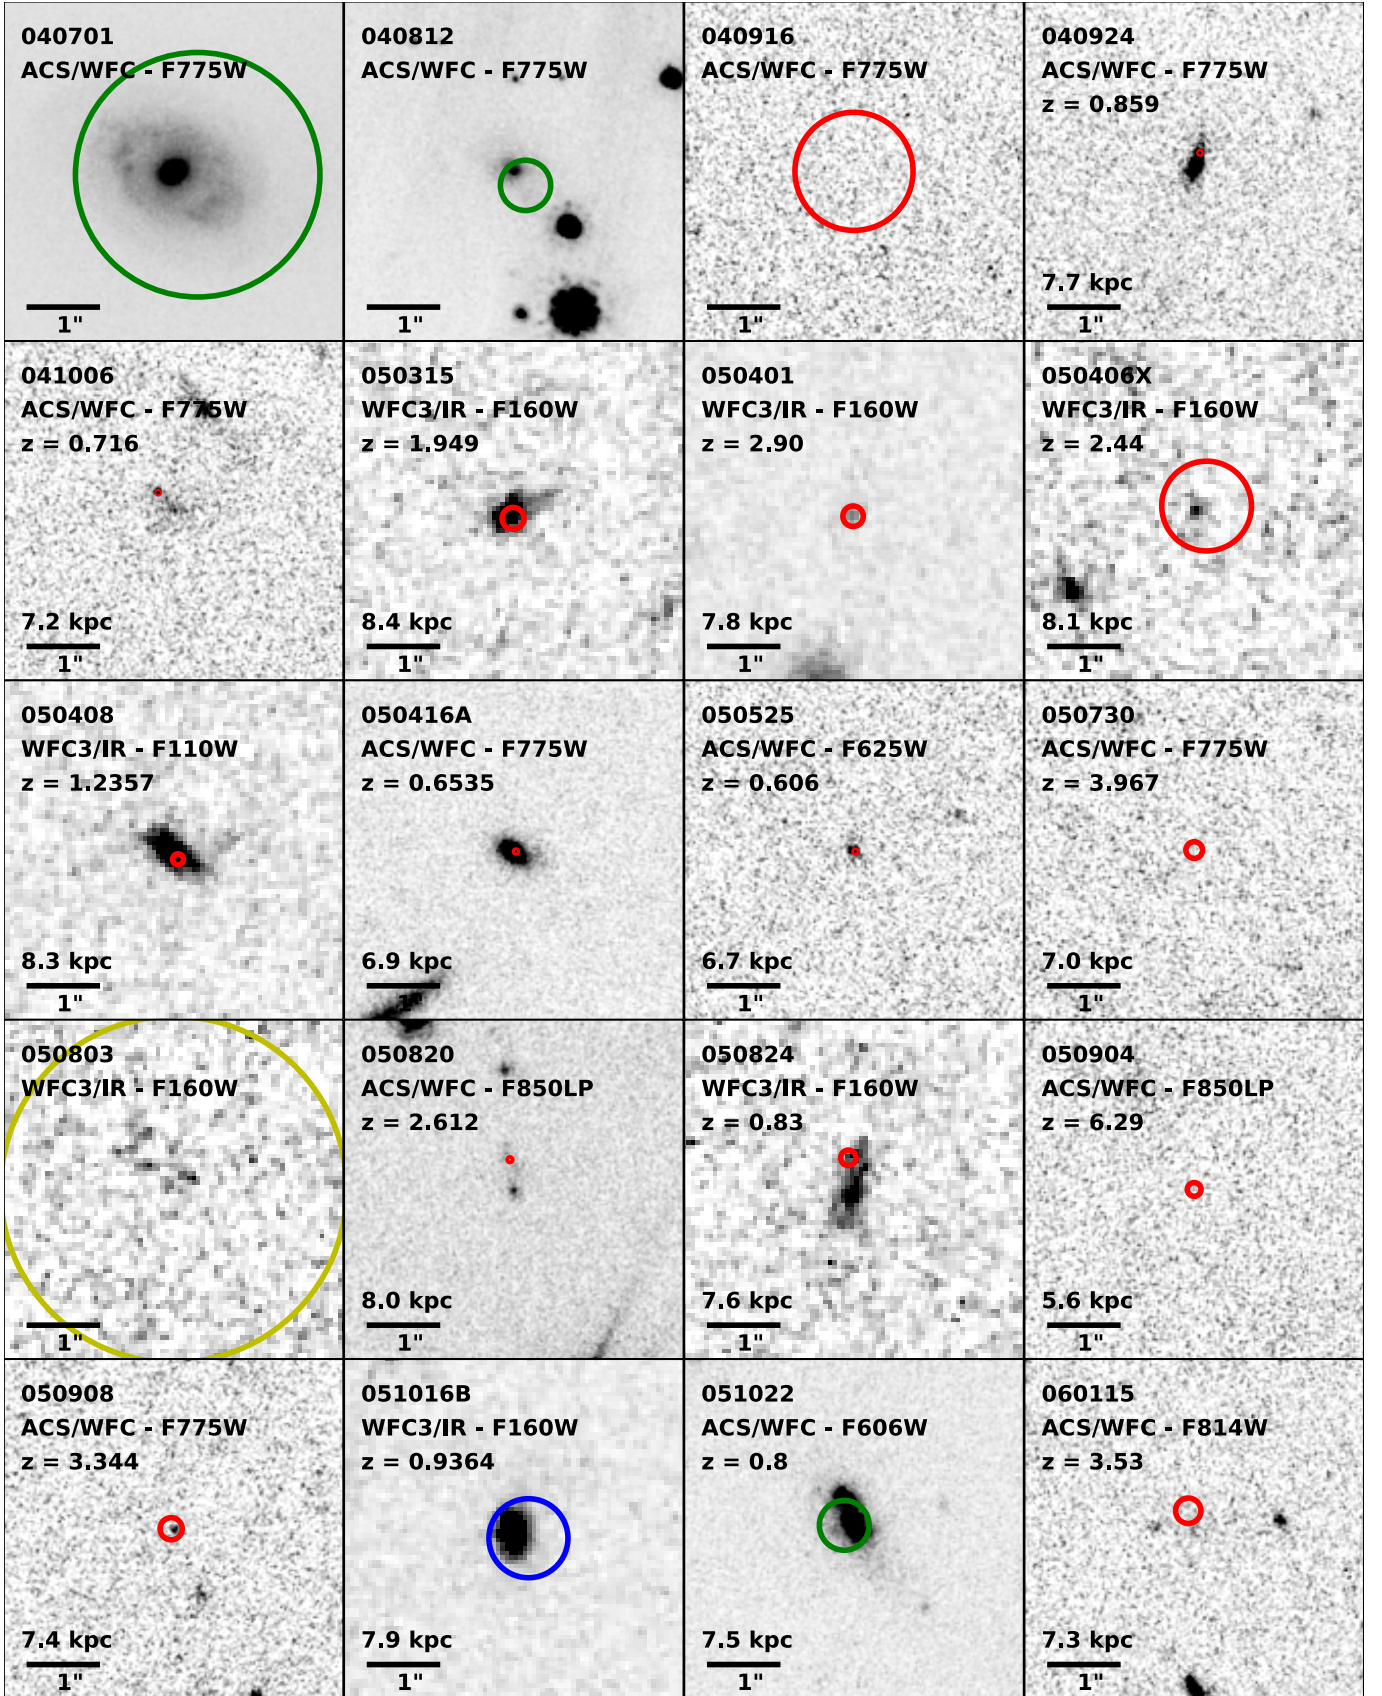 040701
ACS/WFC - F775W
1"
040812
ACS/WFC - F775W
1"
040916
ACS/WFC - F775W
1"
040924
ACS/WFC - F775W
z = 0.859
7.7 kpc
1"
041006
ACS/WFC - F775W
z = 0.716
7.2 kpc
1"
050315
WFC3/IR - F160W
z = 1.949
8.4 kpc
1"
050401
WFC3/IR - F160W
z = 2.90
7.8 kpc
1"
050406X
WFC3/IR - F160W
z = 2.44
8.1 kpc
1"
050408
WFC3/IR - F110W
z = 1.2357
8.3 kpc
1"
050416A
ACS/WFC - F775W
z = 0.6535
6.9 kpc
1"
050525
ACS/WFC - F625W
z = 0.606
6.7 kpc
1"
050730
ACS/WFC - F775W
z = 3.967
7.0 kpc
1"
050803
WFC3/IR - F160W
1"
050820
ACS/WFC - F850LP
z = 2.612
8.0 kpc
1"
050824
WFC3/IR - F160W
z = 0.83
7.6 kpc
1"
050904
ACS/WFC - F850LP
z = 6.29
5.6 kpc
1"
050908
ACS/WFC - F775W
z = 3.344
7.4 kpc
1"
051016B
WFC3/IR - F160W
z = 0.9364
7.9 kpc
1"
051022
ACS/WFC - F606W
z = 0.8
7.5 kpc
1"
060115
ACS/WFC - F814W
z = 3.53
7.3 kpc
1"